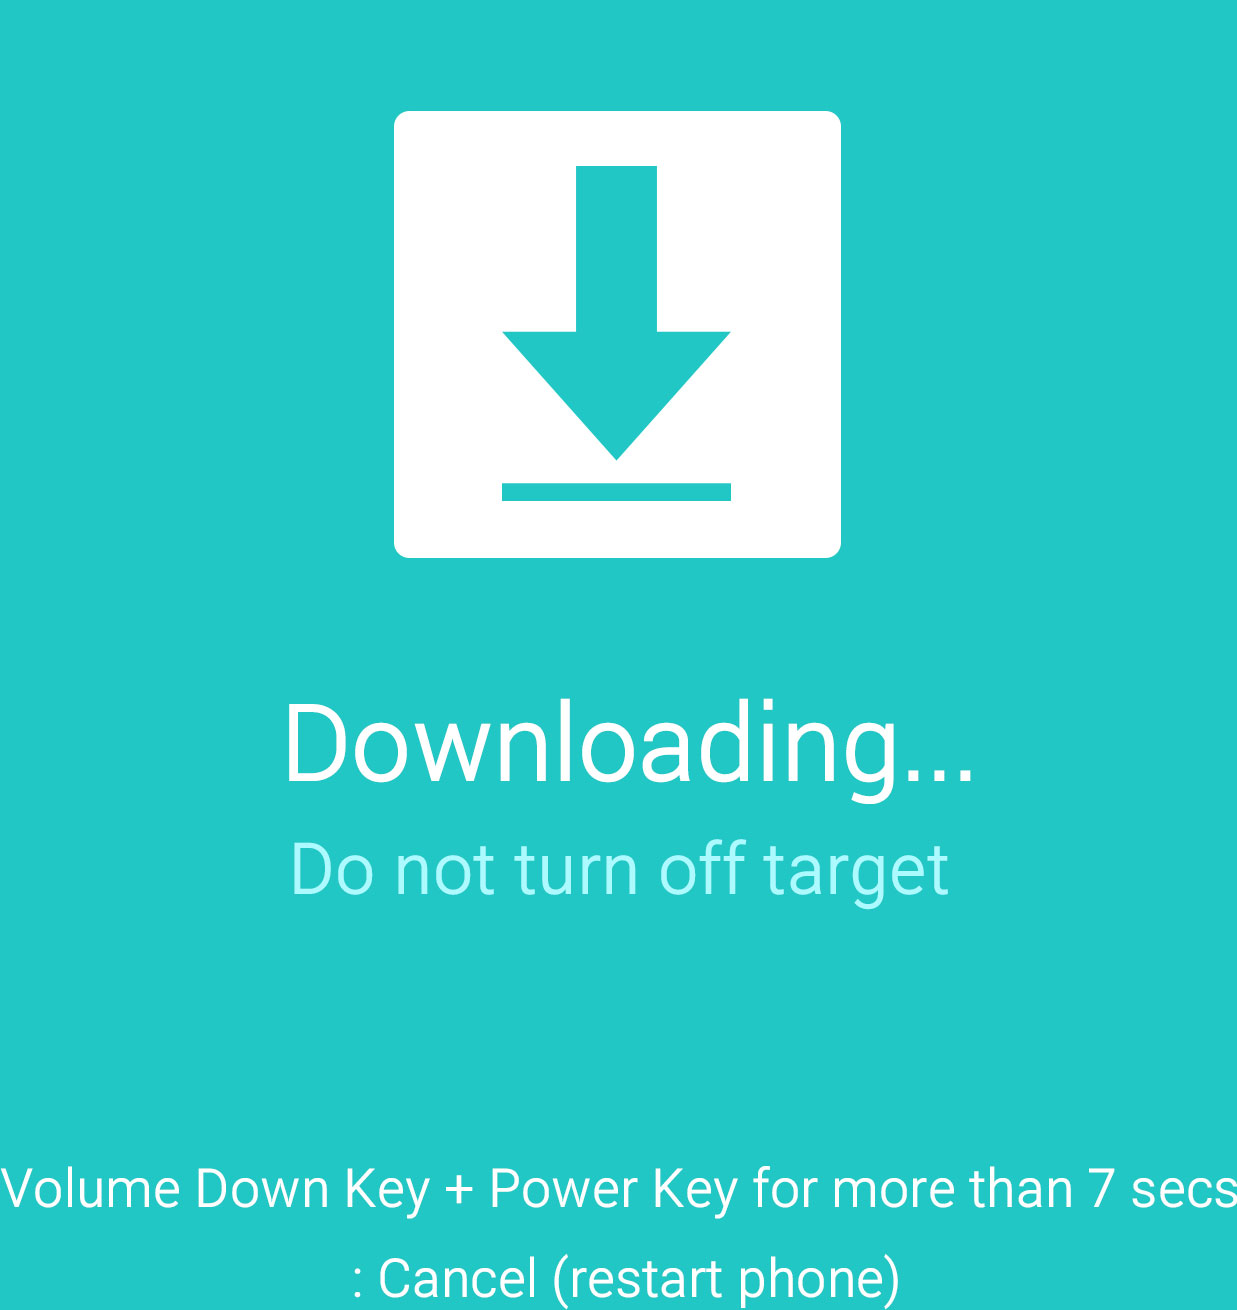 Downloading...
Do not turn off target
Volume Down Key + Power Key for more than 7 secs
: Cancel (restart phone)